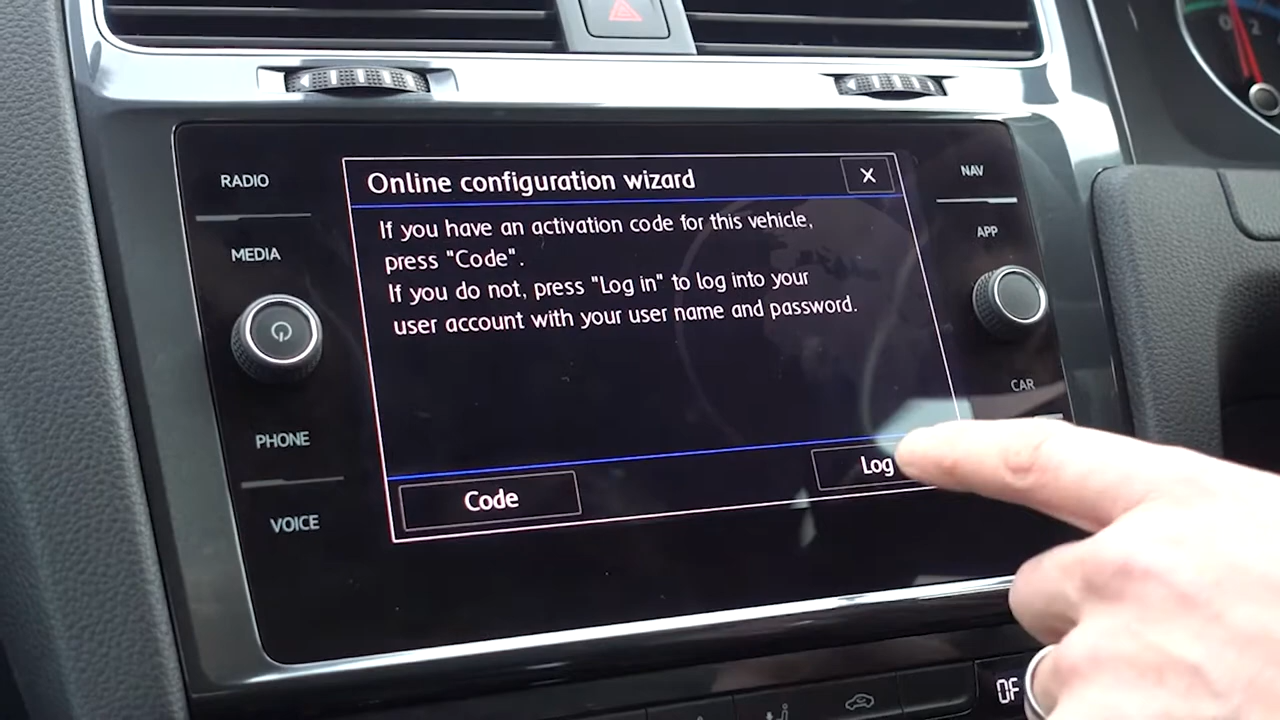 RADIO
MEDIA
PHONE
VOICE
Online configuration wizard
X
If you have an activation code for this vehicle,
press "Code".
If you do not, press "Log in" to log into your
user account with your user name and password.
Code
Log
NAV
APP
CAR
0 2
OF